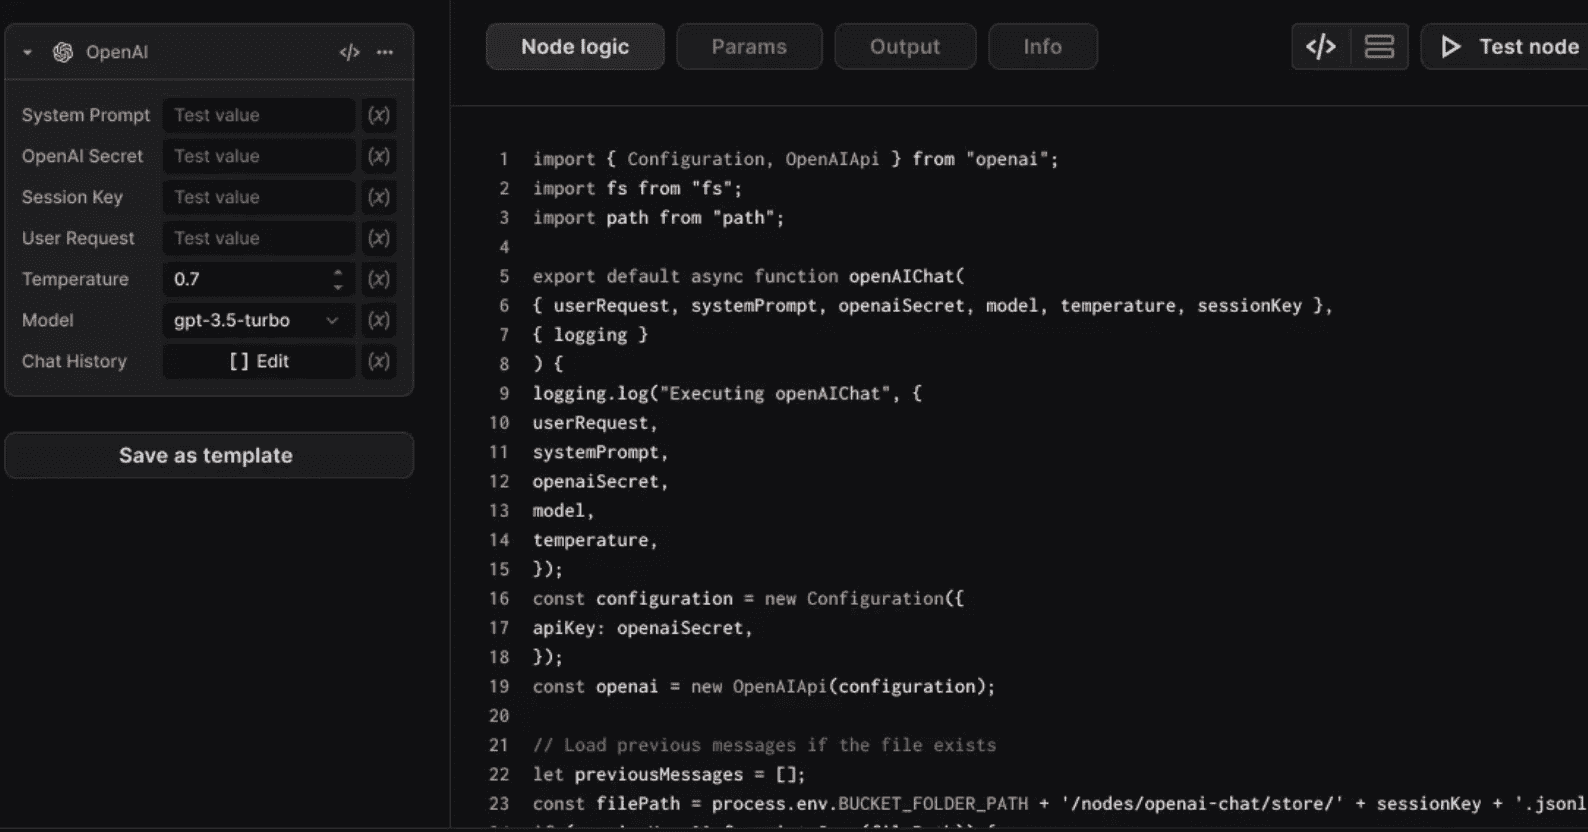 OpenAI </> ...
System Prompt Test value (x)
OpenAI Secret Test value (x)
Session Key Test value (x)
User Request Test value (x)
Temperature 0.7 (x)
Model gpt-3.5-turbo (x)
Chat History [] Edit (x)
Save as template
Node logic Params Output Info </> Test node
1 import { Configuration, OpenAIApi } from "openai";
2 import fs from "fs";
3 import path from "path";
4
5 export default async function openAIChat(
6 { userRequest, systemPrompt, openaiSecret, model, temperature, sessionKey },
7 { logging }
8 ) {
9 logging.log("Executing openAIChat", {
10 userRequest,
11 systemPrompt,
12 openaiSecret,
13 model,
14 temperature,
15 });
16 const configuration = new Configuration({
17 apiKey: openaiSecret,
18 });
19 const openai = new OpenAIApi(configuration);
20
21 // Load previous messages if the file exists
22 let previousMessages = [];
23 const filePath = process.env.BUCKET_FOLDER_PATH + '/nodes/openai-chat/store/' + sessionKey + '.jsonl